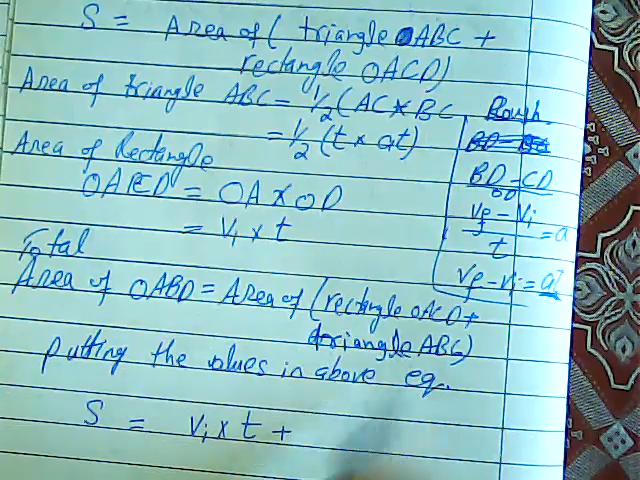 S = Area of ( triangle ABC +
rectangle OACD)
Area of triangle ABC = 1/2 (AC × BC
= 1/2 (t × at)
Area of Rectangle
OACD = OA × OD
= Vi × t
Total
Area of OABD = Area of (rectangle OACD +
triangle ABC)
putting the values in above eq.
S = Vi × t +
Rough
BD - CD
OD
Vf - Vi
t
= a
Vf - Vi = at